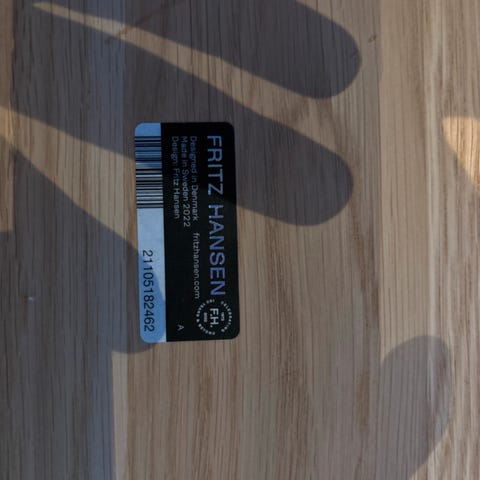 FRITZ HANSEN
Designed in Denmark fritzhansen.com
Made in Sweden 2022
Design: Fritz Hansen
F.H.
A
21105182462